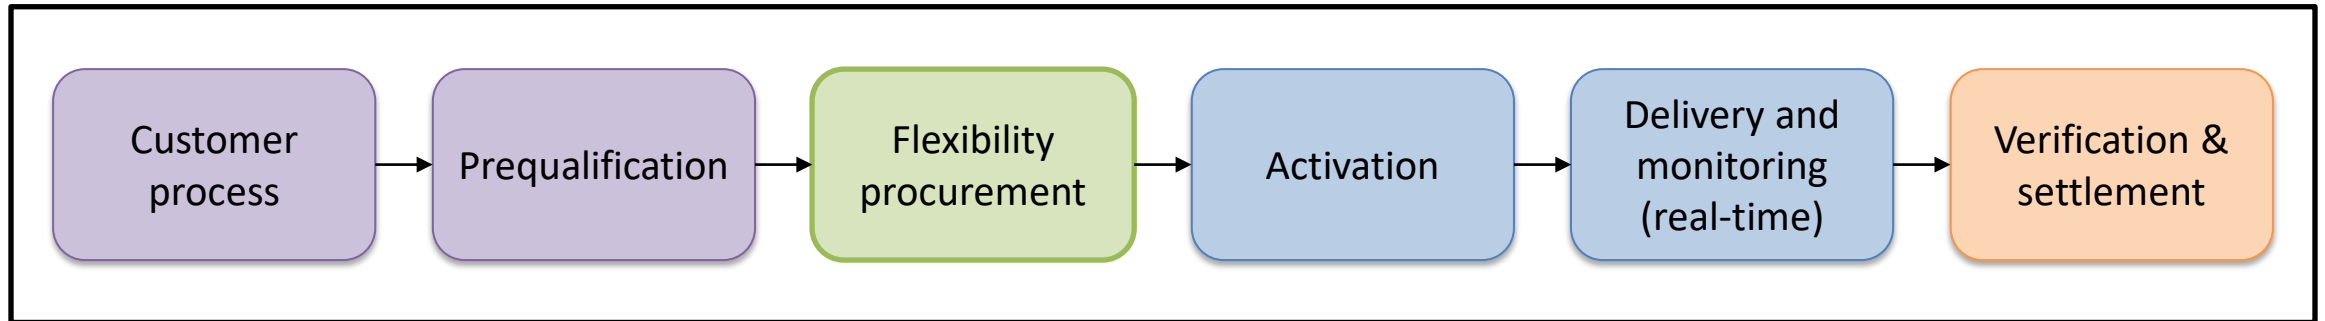 Customer
process
Prequalification
Flexibility
procurement
Activation
Delivery and
monitoring
(real-time)
Verification &
settlement